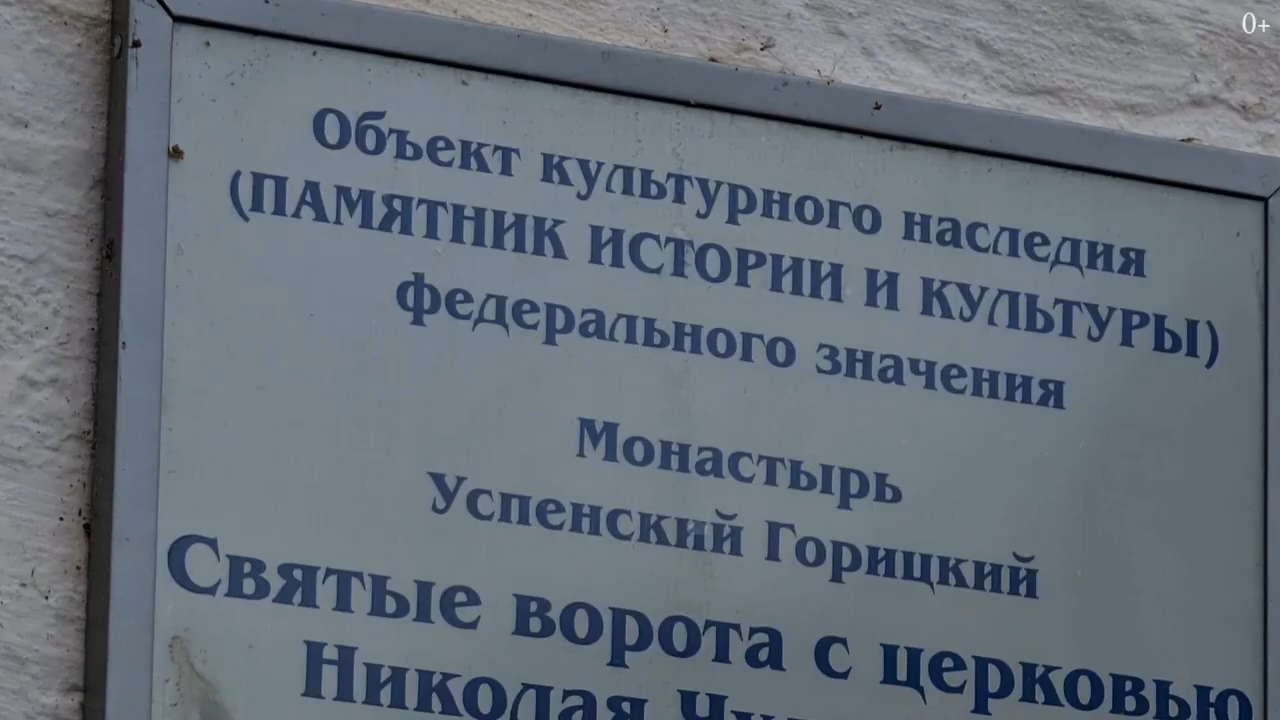 0+
Объект культурного наследия
(ПАМЯТНИК ИСТОРИИ И КУЛЬТУРЫ)
федерального значения
Монастырь
Успенский Горицкий
Святые ворота с церковью
Николая